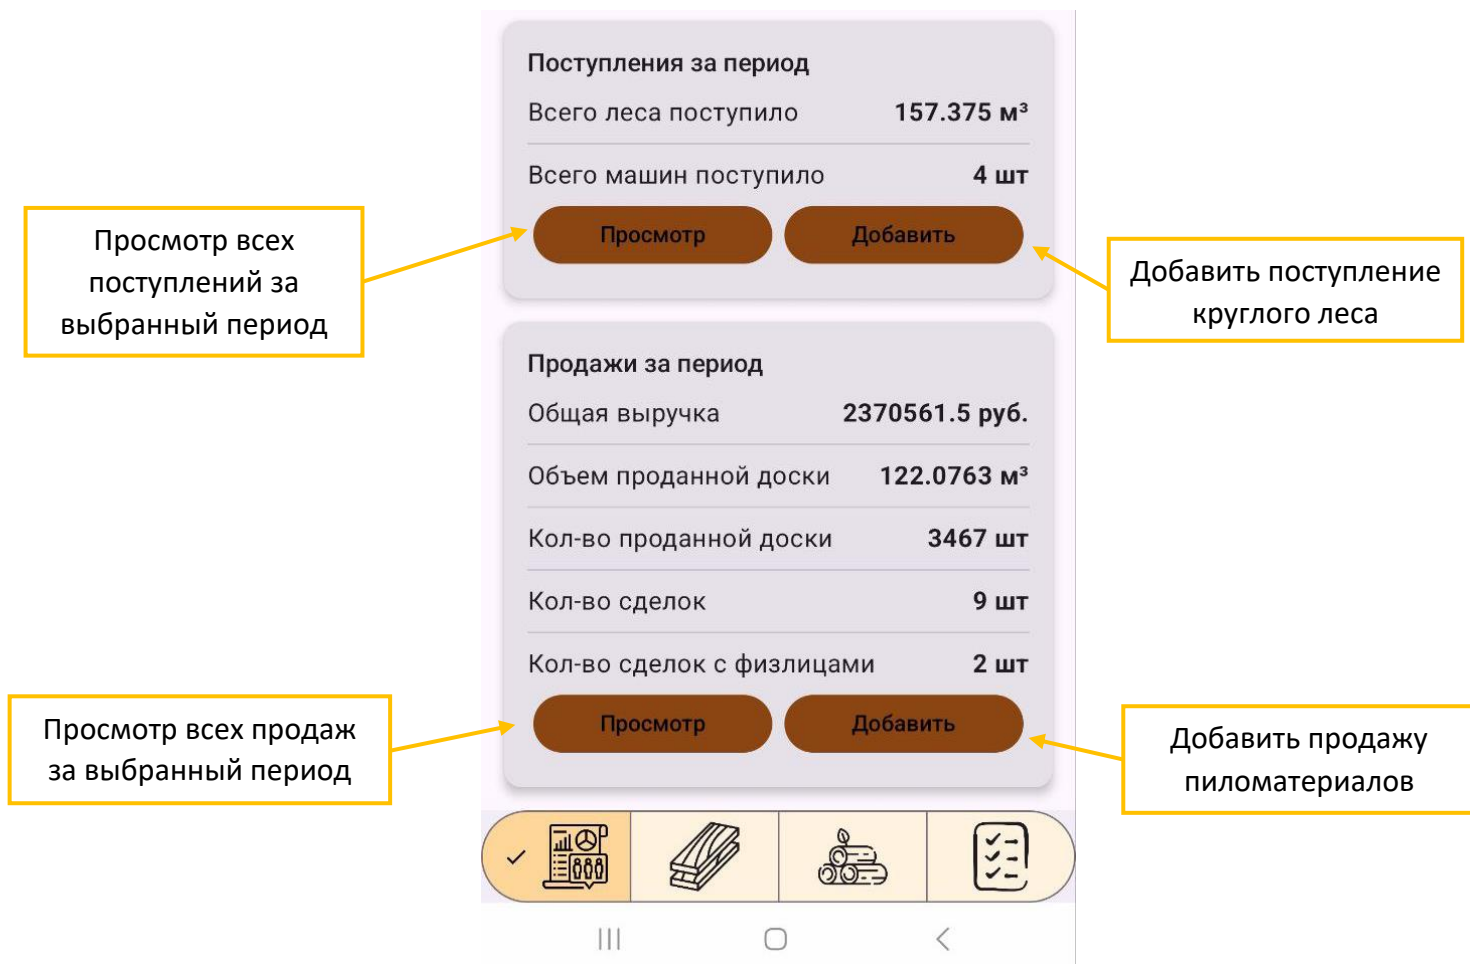 Поступления за период
Всего леса поступило 157.375 м³
Всего машин поступило 4 шт
Просмотр Добавить
Просмотр всех
поступлений за
выбранный период
Добавить поступление
круглого леса
Продажи за период
Общая выручка 2370561.5 руб.
Объем проданной доски 122.0763 м³
Кол-во проданной доски 3467 шт
Кол-во сделок 9 шт
Кол-во сделок с физлицами 2 шт
Просмотр Добавить
Просмотр всех продаж
за выбранный период
Добавить продажу
пиломатериалов